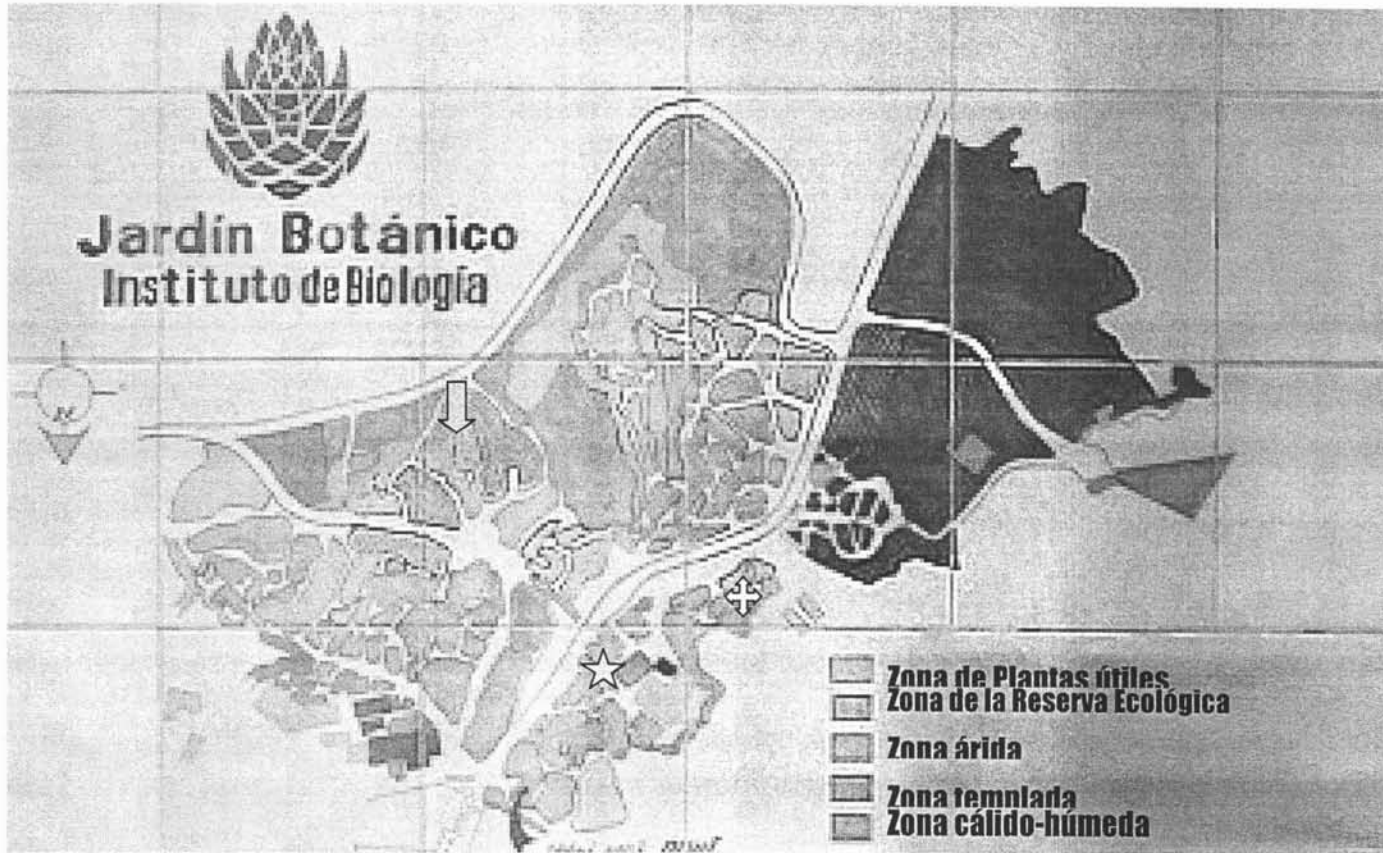 Jardín Botánico
Instituto de Biología
N
Zona de Plantas útiles
Zona de la Reserva Ecológica
Zona árida
Zona templada
Zona cálido-húmeda